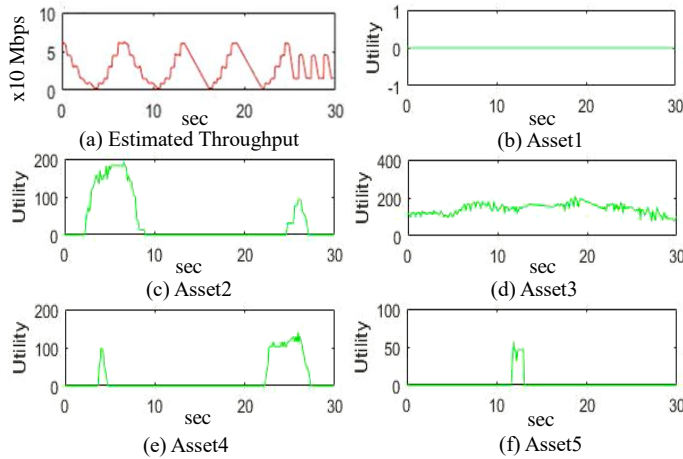 x10 Mbps
10
5
0
0 10 20 30
sec
(a) Estimated Throughput
Utility
1
0
-1
0 10 20 30
sec
(b) Asset1
Utility
200
100
0
0 10 20 30
sec
(c) Asset2
Utility
400
200
0
0 10 20 30
sec
(d) Asset3
Utility
200
100
0
0 10 20 30
sec
(e) Asset4
Utility
100
50
0
0 10 20 30
sec
(f) Asset5